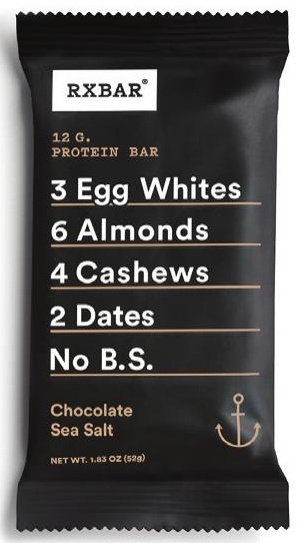 RXBAR®
12 G.
PROTEIN BAR
3 Egg Whites
6 Almonds
4 Cashews
2 Dates
No B.S.
Chocolate
Sea Salt
NET WT. 1.83 OZ (52g)